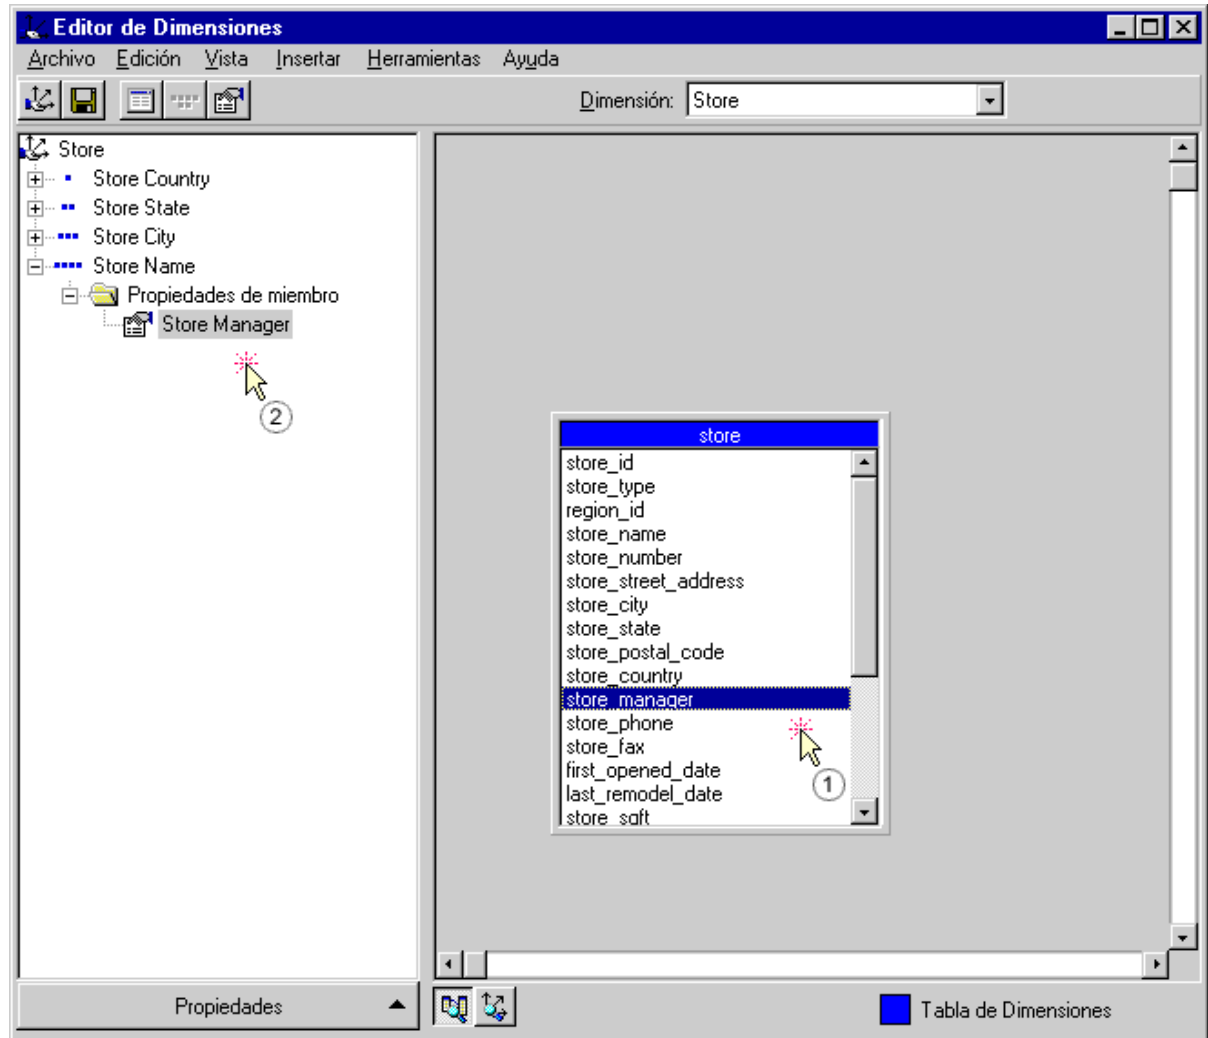 Editor de Dimensiones
Archivo Edición Vista Insertar Herramientas Ayuda
Dimensión: Store
Store
Store Country
Store State
Store City
Store Name
Propiedades de miembro
Store Manager
2
store
store_id
store_type
region_id
store_name
store_number
store_street_address
store_city
store_state
store_postal_code
store_country
store_manager
store_phone
store_fax
first_opened_date
1
last_remodel_date
store_sqft
Propiedades
Tabla de Dimensiones